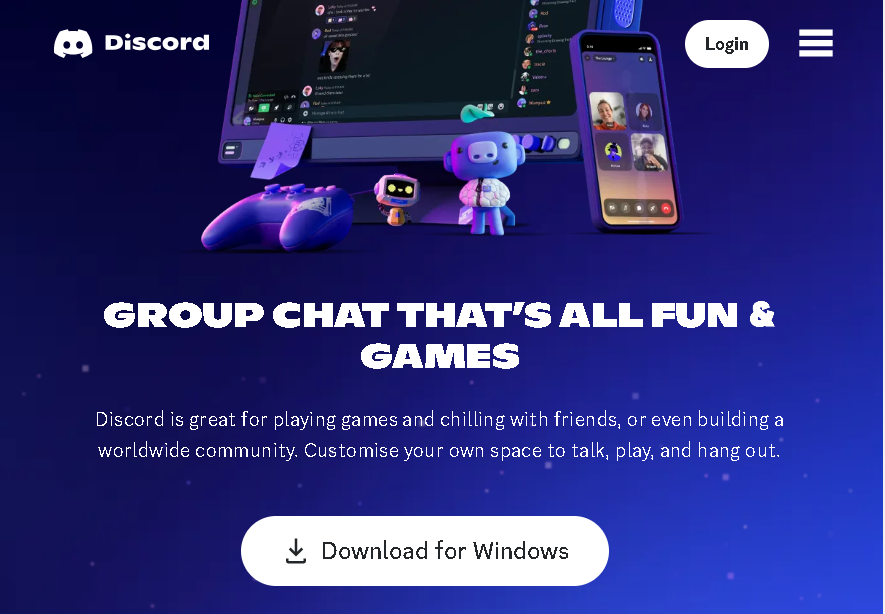 Discord
Login
GROUP CHAT THAT'S ALL FUN &
GAMES
Discord is great for playing games and chilling with friends, or even building a
worldwide community. Customise your own space to talk, play, and hang out.
Download for Windows